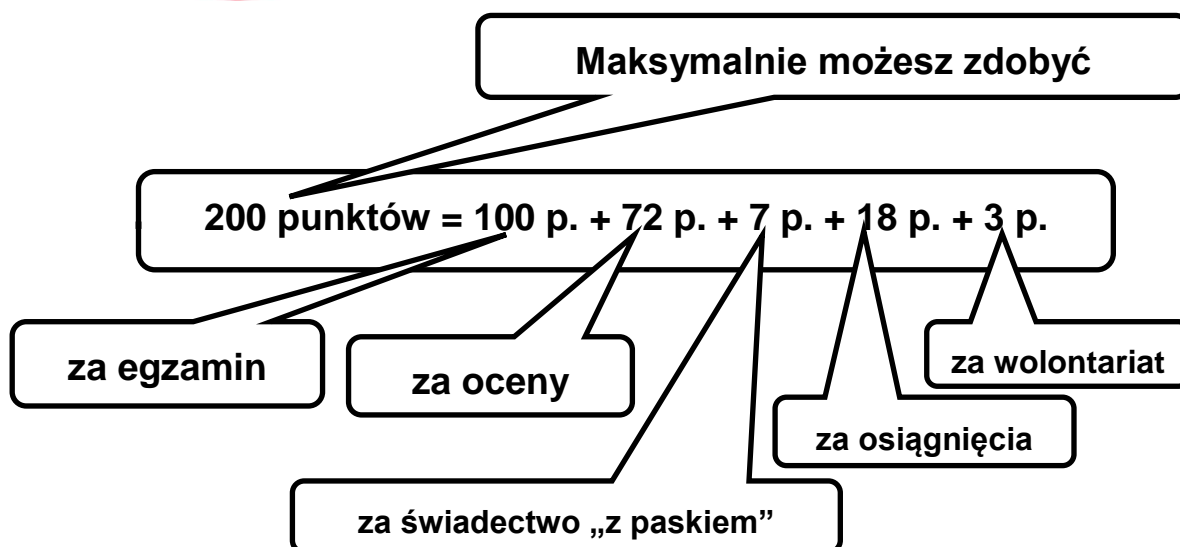 Maksymalnie możesz zdobyć
200 punktów = 100 p. + 72 p. + 7 p. + 18 p. + 3 p.
za egzamin
za oceny
za wolontariat
za osiągnięcia
za świadectwo „z paskiem”